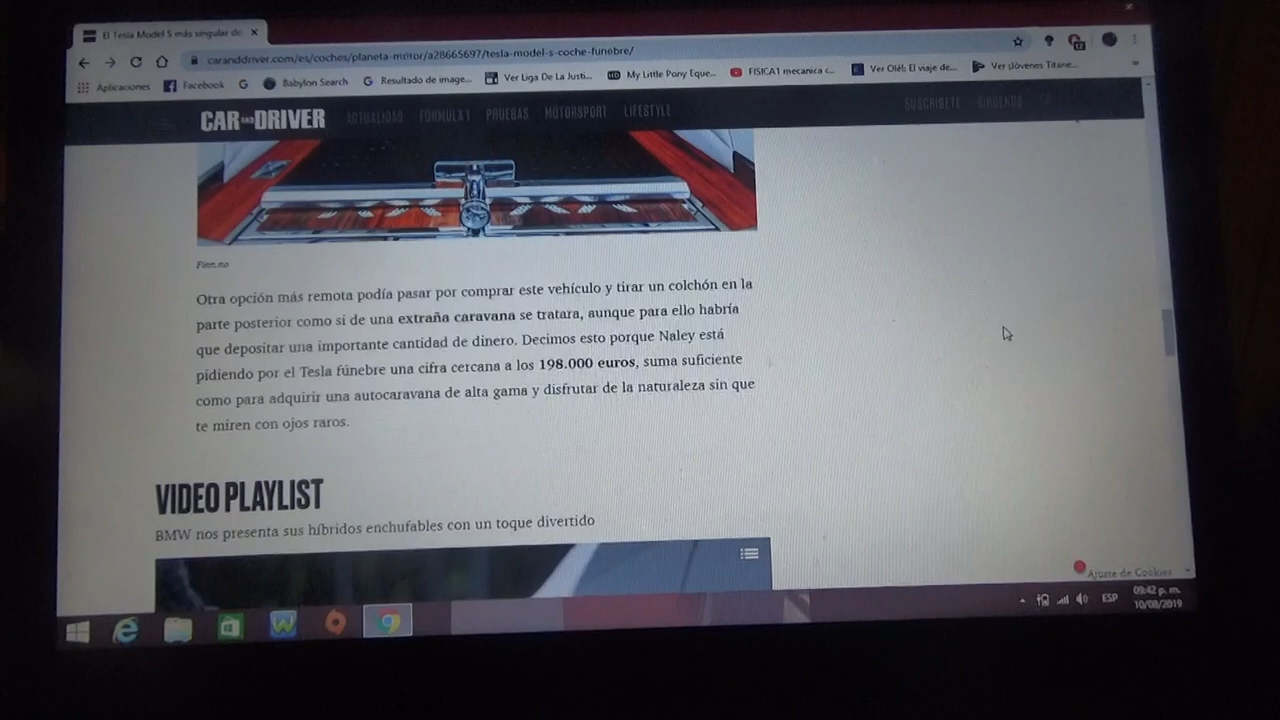 El Tesla Model S más singular de
caranddriver.com/es/coches/planeta-motor/a28665697/tesla-model-s-coche-funebre/
Aplicaciones Facebook Babylon Search Resultado de image... Ver Liga De La Justi... My Little Pony Eque... FISICA1 mecanica c... Ver Olé!: El viaje de... Ver Jóvenes Titane...
CAR AND DRIVER ACTUALIDAD FORMULA 1 PRUEBAS MOTORSPORT LIFESTYLE SUSCRÍBETE SÍGUENOS
Finn.no
Otra opción más remota podía pasar por comprar este vehículo y tirar un colchón en la
parte posterior como si de una extraña caravana se tratara, aunque para ello habría
que depositar una importante cantidad de dinero. Decimos esto porque Naley está
pidiendo por el Tesla fúnebre una cifra cercana a los 198.000 euros, suma suficiente
como para adquirir una autocaravana de alta gama y disfrutar de la naturaleza sin que
te miren con ojos raros.
VIDEO PLAYLIST
BMW nos presenta sus híbridos enchufables con un toque divertido
Ajuste de Cookies
ESP
09:42 p. m.
10/08/2019